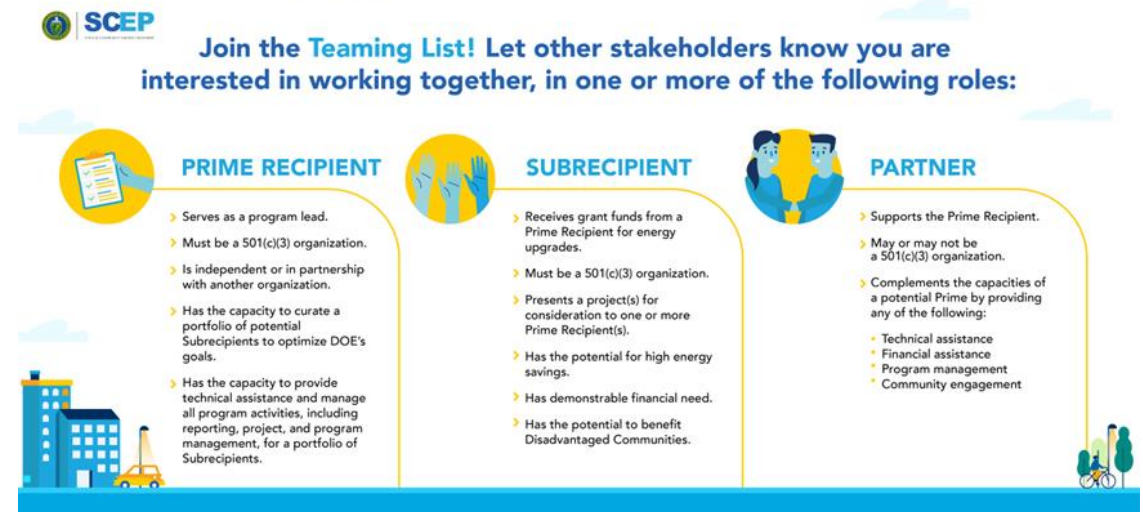 SCEP
Join the Teaming List! Let other stakeholders know you are
interested in working together, in one or more of the following roles:
PRIME RECIPIENT
Serves as a program lead.
Must be a 501(c)(3) organization.
Is independent or in partnership
with another organization.
Has the capacity to curate a
portfolio of potential
Subrecipients to optimize DOE's
goals.
Has the capacity to provide
technical assistance and manage
all program activities, including
reporting, project, and program
management, for a portfolio of
Subrecipients.
SUBRECIPIENT
Receives grant funds from a
Prime Recipient for energy
upgrades.
Must be a 501(c)(3) organization.
Presents a project(s) for
consideration to one or more
Prime Recipient(s).
Has the potential for high energy
savings.
Has demonstrable financial need.
Has the potential to benefit
Disadvantaged Communities.
PARTNER
Supports the Prime Recipient.
May or may not be
a 501(c)(3) organization.
Complements the capacities of
a potential Prime by providing
any of the following:
Technical assistance
Financial assistance
Program management
Community engagement